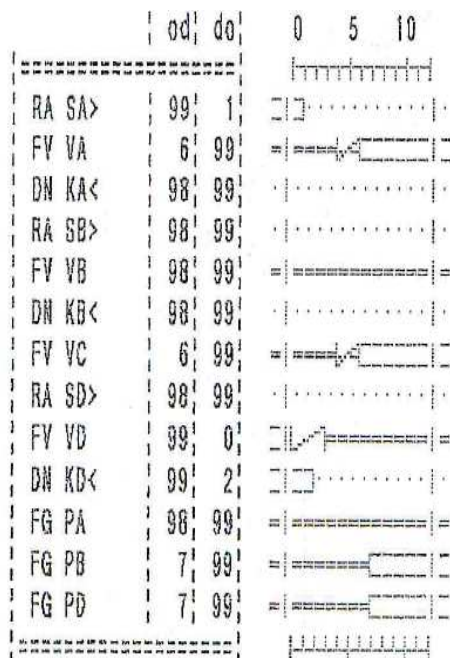 od do 0 5 10
RA SA> 99 1
FV VA 6 99
DN KA< 98 99
RA SB> 98 99
FV VB 98 99
DN KB< 98 99
FV VC 6 99
RA SD> 98 99
FV VD 99 0
DN KD< 99 2
FG PA 98 99
FG PB 7 99
FG PD 7 99